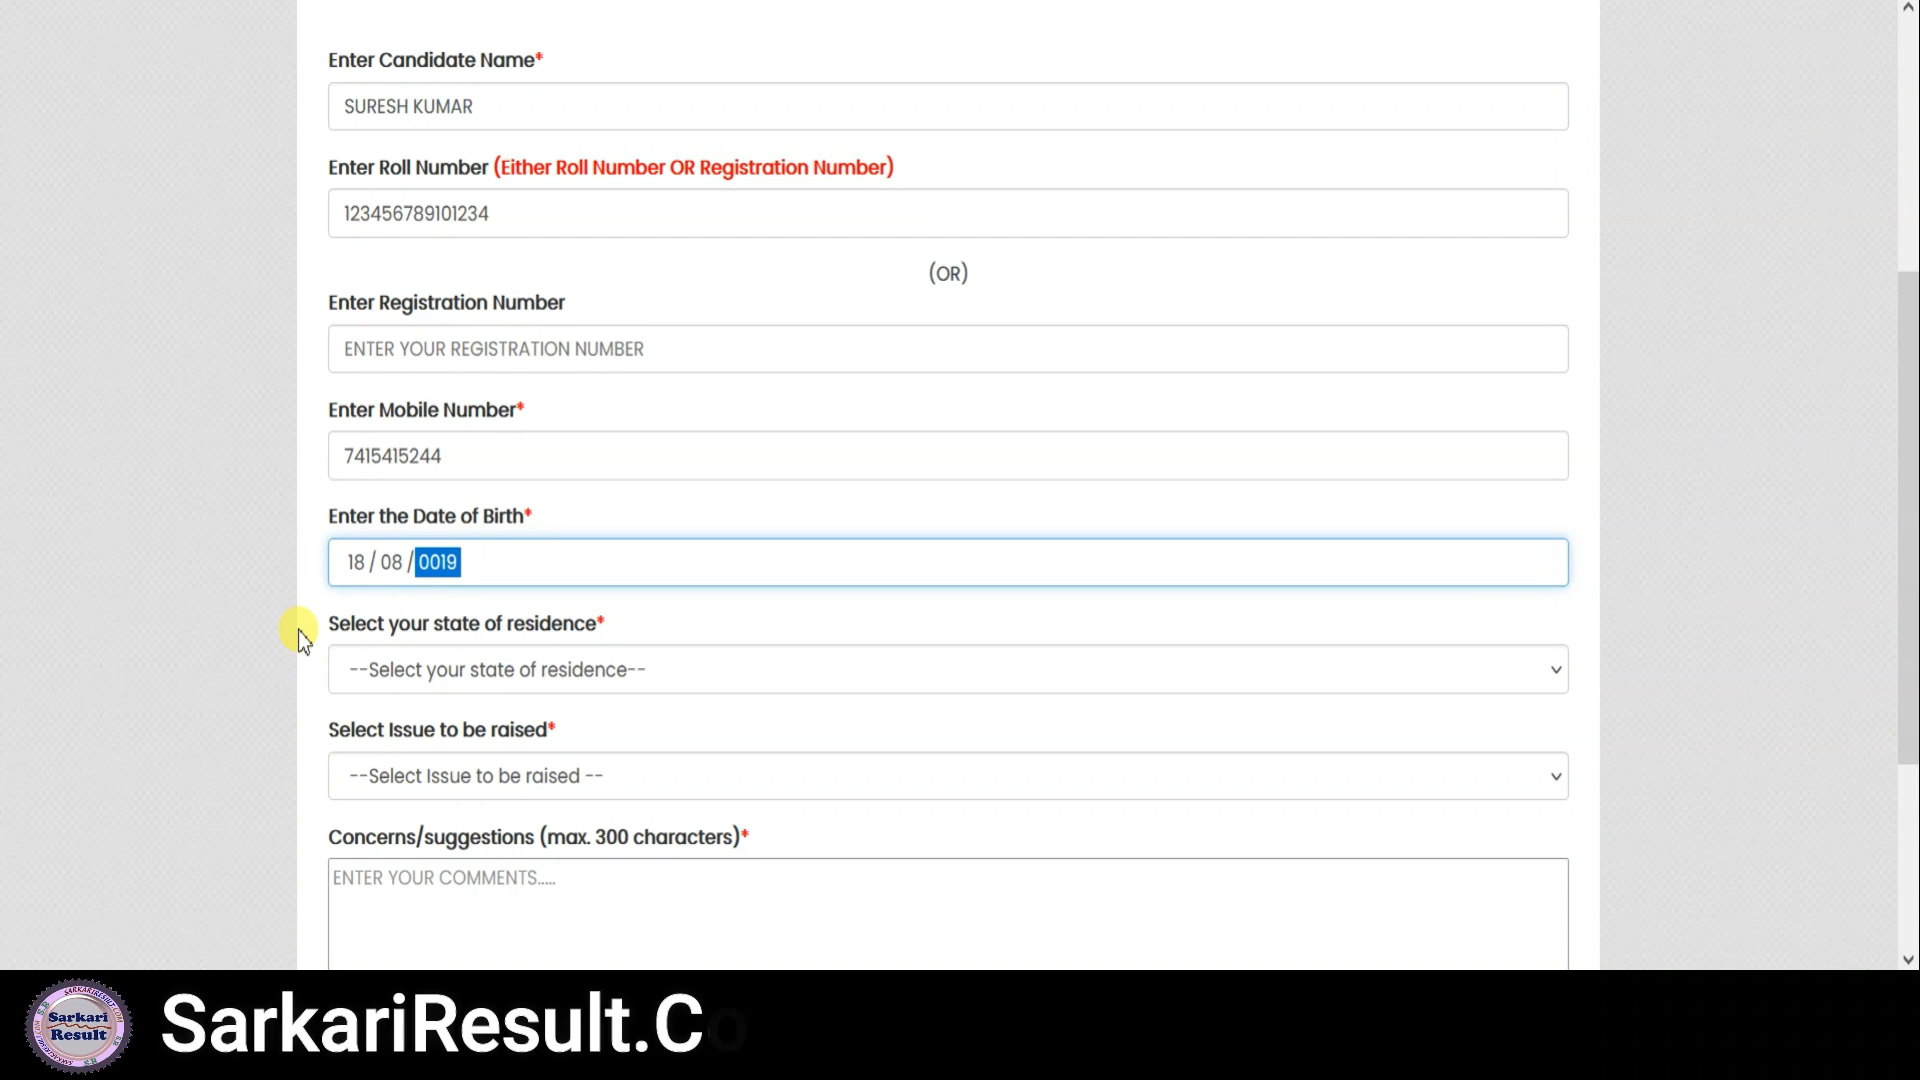 Enter Candidate Name*
SURESH KUMAR
Enter Roll Number (Either Roll Number OR Registration Number)
123456789101234
(OR)
Enter Registration Number
ENTER YOUR REGISTRATION NUMBER
Enter Mobile Number*
7415415244
Enter the Date of Birth*
18 / 08 / 0019
Select your state of residence*
--Select your state of residence--
Select Issue to be raised*
--Select Issue to be raised --
Concerns/suggestions (max. 300 characters)*
ENTER YOUR COMMENTS.....
Sarkari
Result
SarkariResult.Co